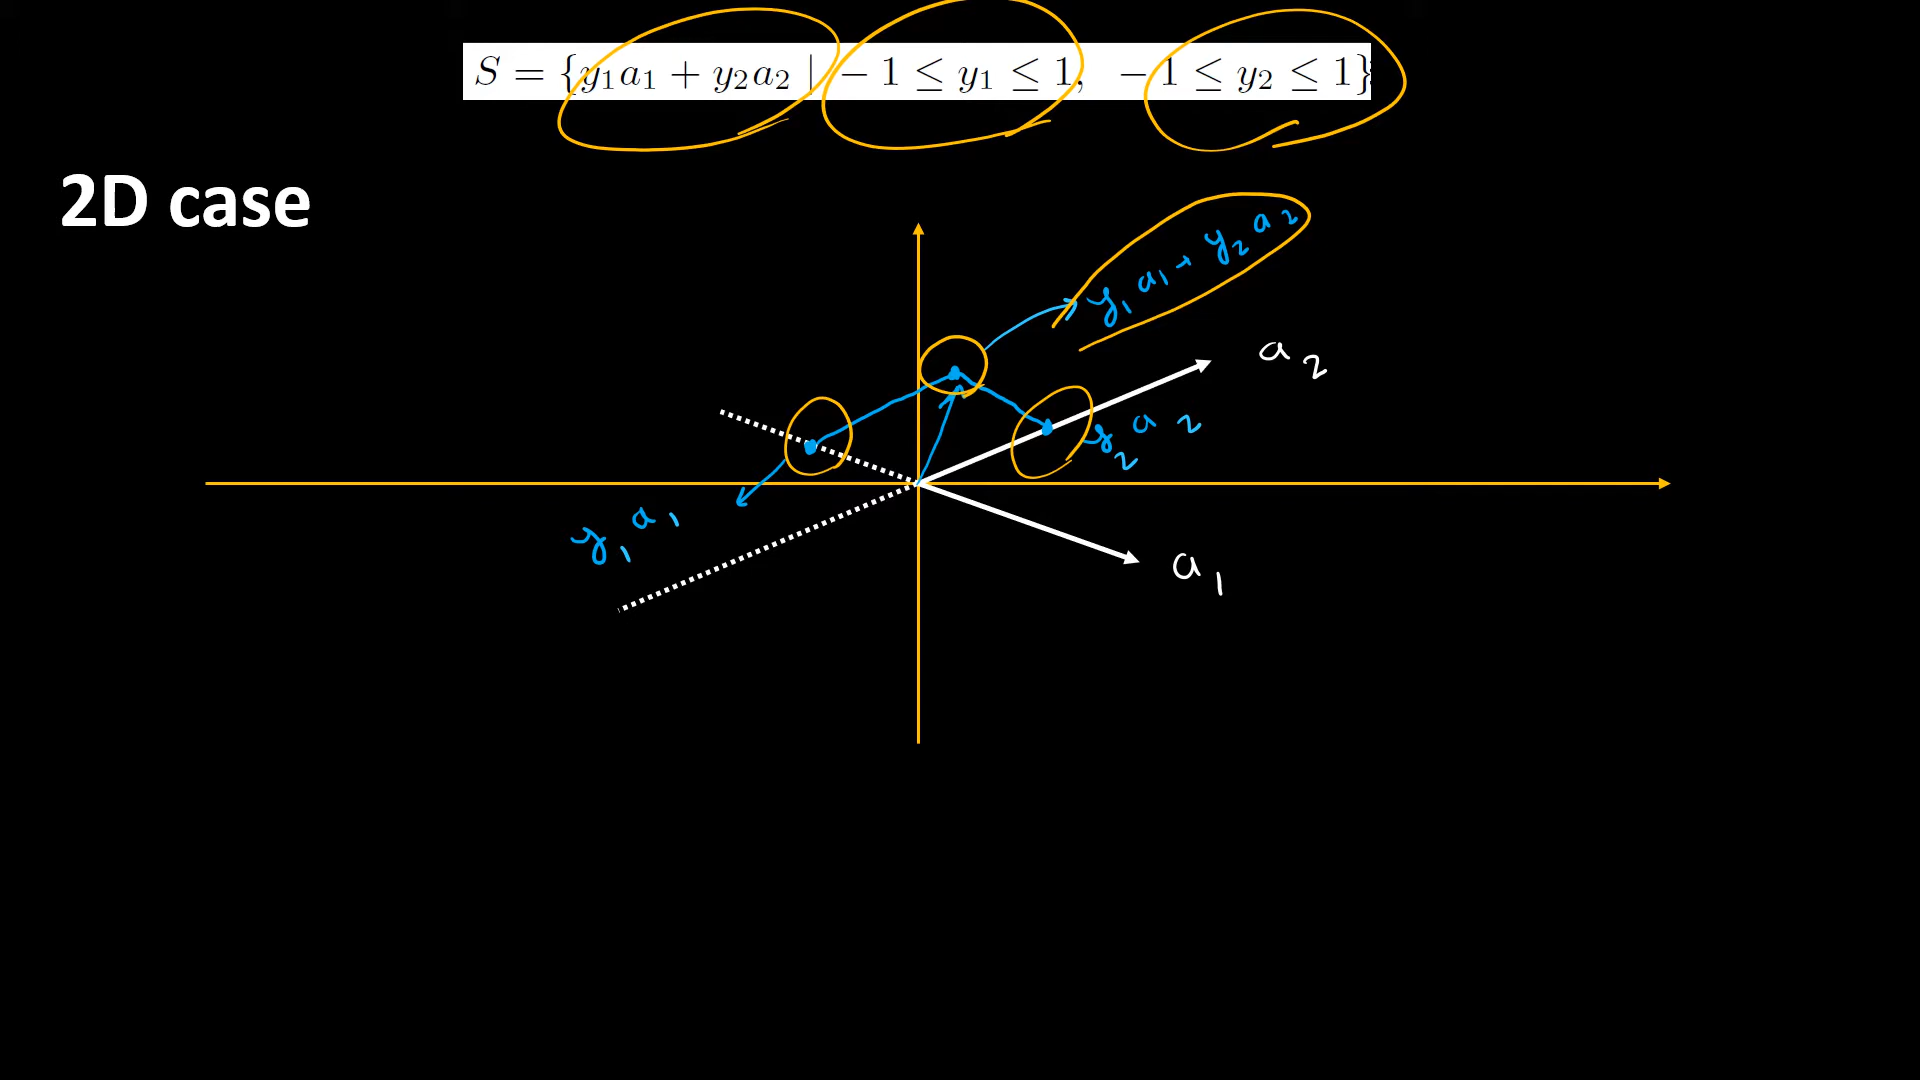 S = {y₁a₁ + y₂a₂ | − 1 ≤ y₁ ≤ 1, − 1 ≤ y₂ ≤ 1}
2D case
y₁a₁+y₂a₂
a₂
y₂a₂
y₁a₁
a₁